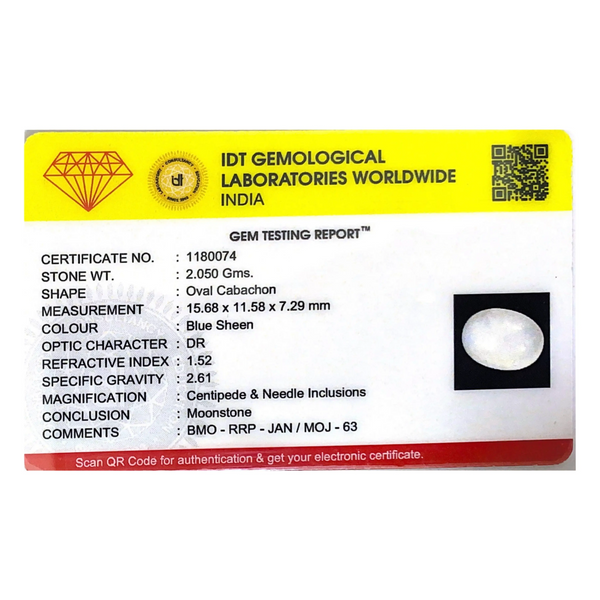 IDT GEMOLOGICAL
LABORATORIES WORLDWIDE
INDIA
GEM TESTING REPORT™
CERTIFICATE NO. : 1180074
STONE WT. : 2.050 Gms.
SHAPE : Oval Cabachon
MEASUREMENT : 15.68 x 11.58 x 7.29 mm
COLOUR : Blue Sheen
OPTIC CHARACTER : DR
REFRACTIVE INDEX : 1.52
SPECIFIC GRAVITY : 2.61
MAGNIFICATION : Centipede & Needle Inclusions
CONCLUSION : Moonstone
COMMENTS : BMO - RRP - JAN / MOJ - 63
Scan QR Code for authentication & get your electronic certificate.